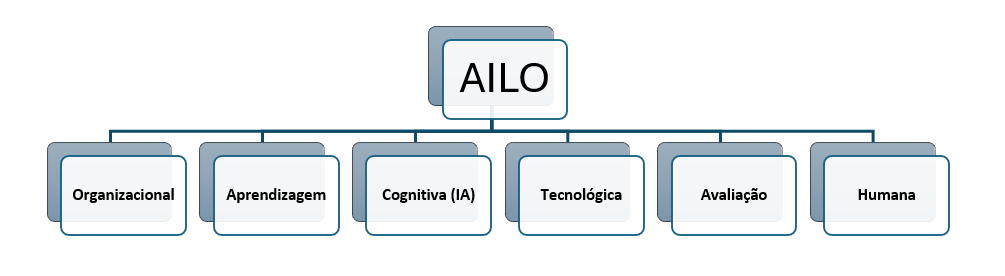 AILO
Organizacional
Aprendizagem
Cognitiva (IA)
Tecnológica
Avaliação
Humana